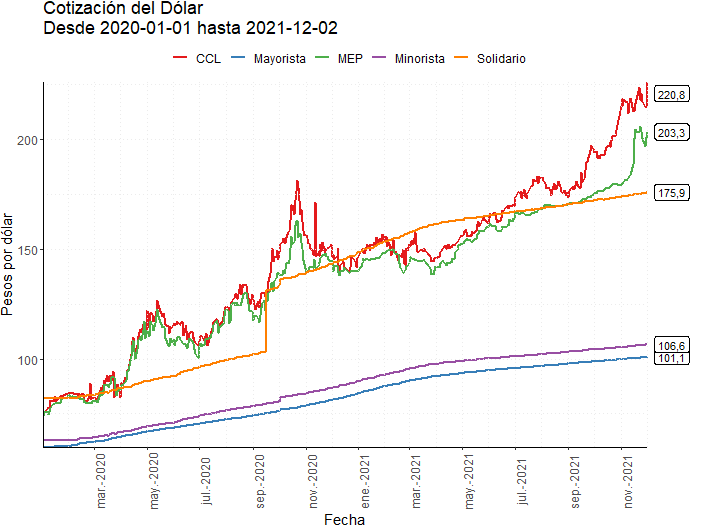 Cotización del Dólar
Desde 2020-01-01 hasta 2021-12-02
CCL Mayorista MEP Minorista Solidario
Pesos por dólar
200
150
100
220,8
203,3
175,9
106,6
101,1
mar.-2020 may.-2020 jul.-2020 sep.-2020 nov.-2020 ene.-2021 mar.-2021 may.-2021 jul.-2021 sep.-2021 nov.-2021
Fecha